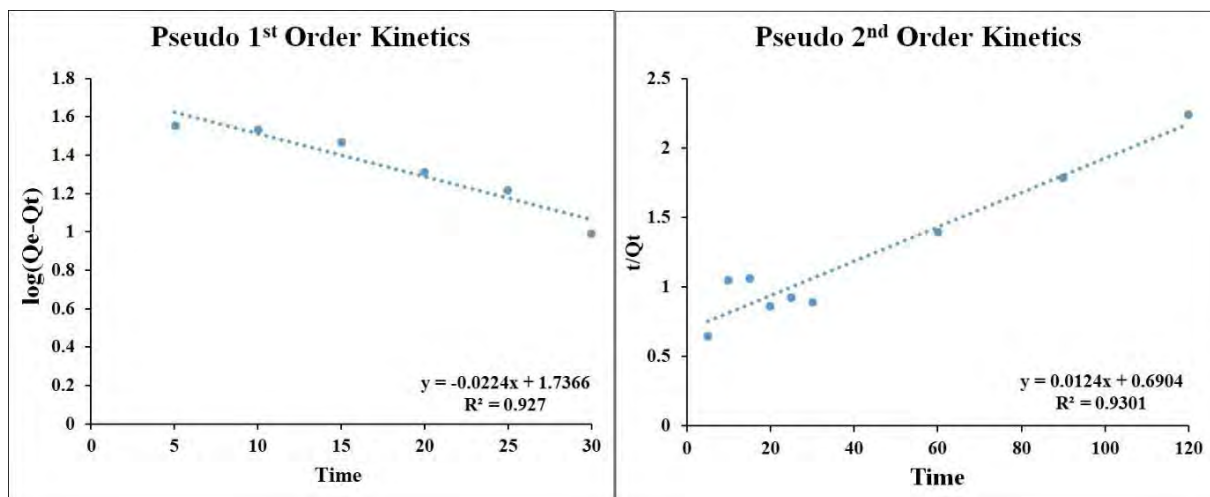 Pseudo 1st Order Kinetics
log(Qe-Qt)
1.8
1.6
1.4
1.2
1
0.8
0.6
0.4
0.2
0
0 5 10 15 20 25 30
y = -0.0224x + 1.7366
R² = 0.927
Time
Pseudo 2nd Order Kinetics
t/Qt
2.5
2
1.5
1
0.5
0
0 20 40 60 80 100 120
y = 0.0124x + 0.6904
R² = 0.9301
Time